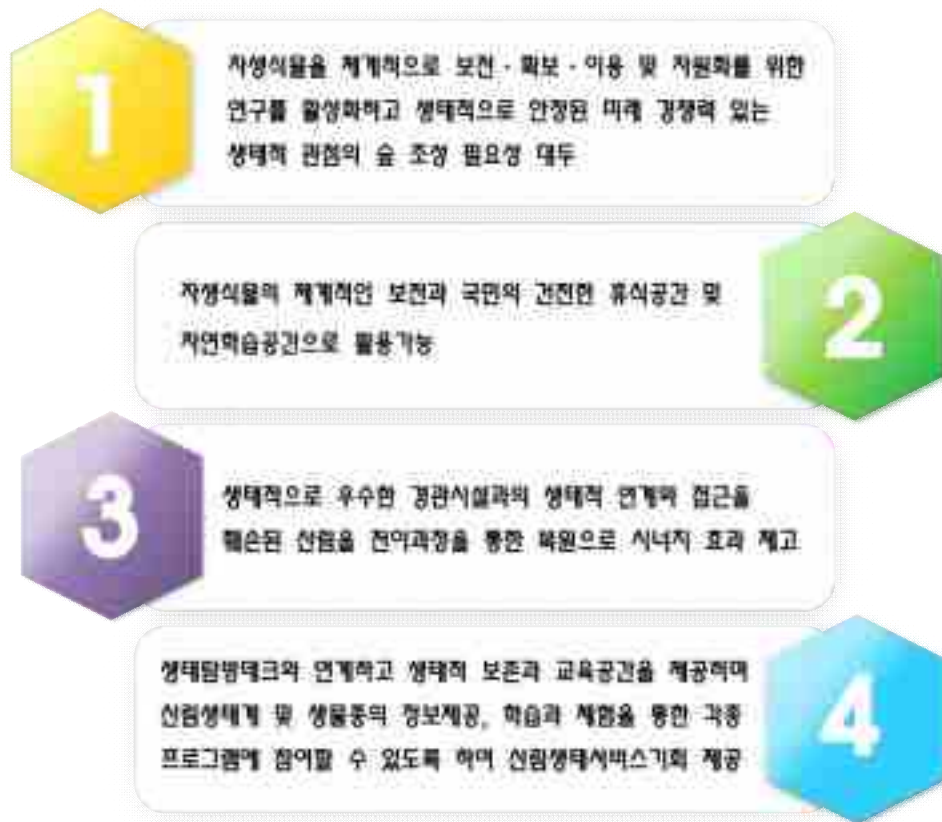 1
자생식물을 체계적으로 보전 · 확보 · 이용 및 자원화를 위한
연구를 활성화하고 생태적으로 안정된 미래 경쟁력 있는
생태적 관점의 숲 조성 필요성 대두
자생식물의 체계적인 보전과 국민의 건전한 휴식공간 및
자연학습공간으로 활용가능
2
3
생태적으로 우수한 경관시설과의 생태적 연계와 접근을
훼손된 산림을 천이과정을 통한 복원으로 시너지 효과 제고
생태탐방데크와 연계하고 생태적 보존과 교육공간을 제공하며
산림생태계 및 생물종의 정보제공, 학습과 체험을 통한 각종
프로그램에 참여할 수 있도록 하며 산림생태서비스기회 제공
4